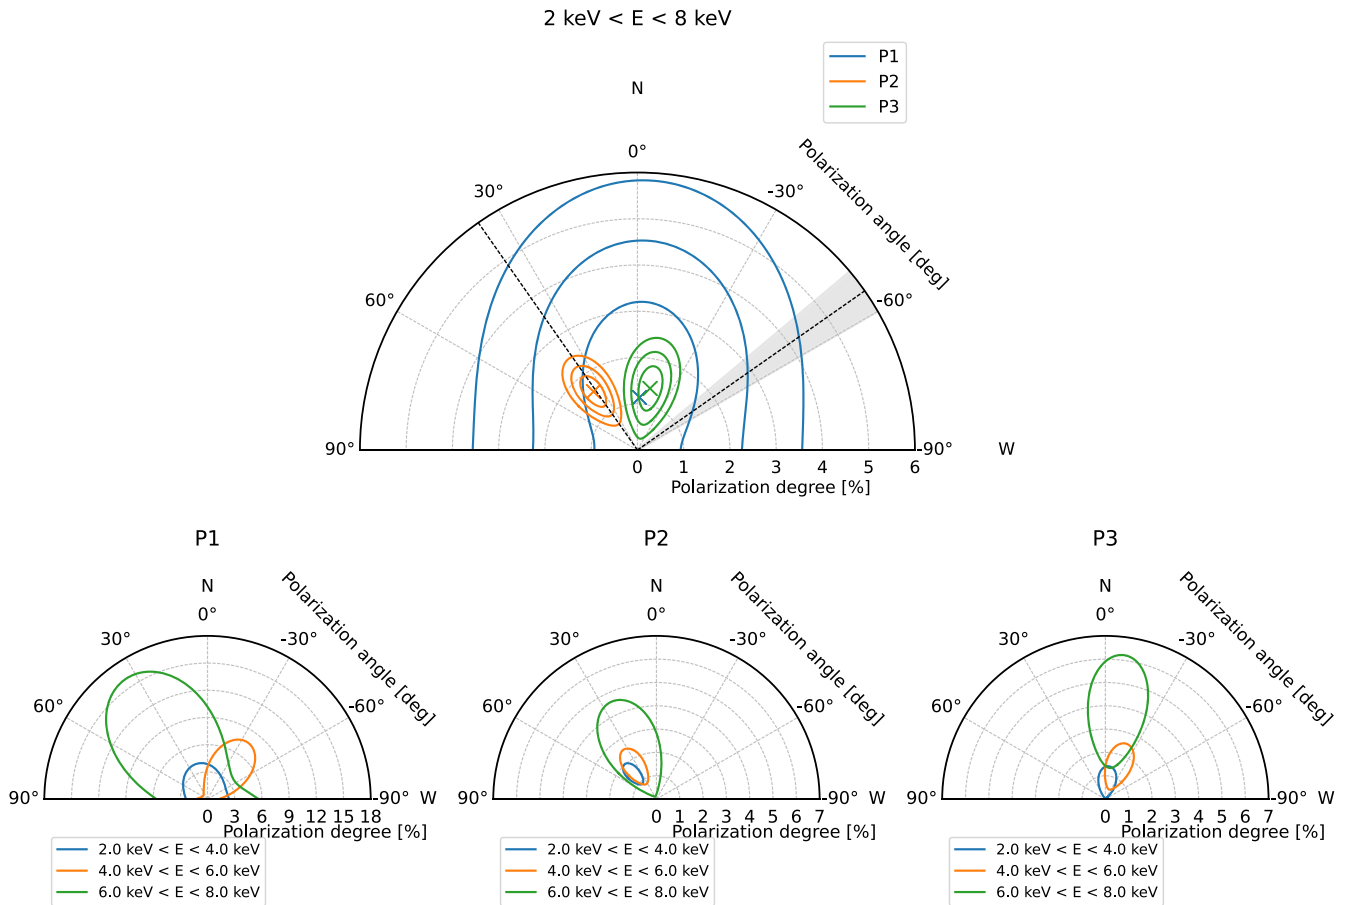 2 keV < E < 8 keV
P1
P2
P3
N
0°
30°
-30°
60°
-60°
90°
-90°
W
Polarization angle [deg]
0 1 2 3 4 5 6
Polarization degree [%]
P1
N
0°
30°
-30°
60°
-60°
90°
-90°
W
Polarization angle [deg]
0 3 6 9 12 15 18
Polarization degree [%]
2.0 keV < E < 4.0 keV
4.0 keV < E < 6.0 keV
6.0 keV < E < 8.0 keV
P2
N
0°
30°
-30°
60°
-60°
90°
-90°
W
Polarization angle [deg]
0 1 2 3 4 5 6 7
Polarization degree [%]
2.0 keV < E < 4.0 keV
4.0 keV < E < 6.0 keV
6.0 keV < E < 8.0 keV
P3
N
0°
30°
-30°
60°
-60°
90°
-90°
W
Polarization angle [deg]
0 1 2 3 4 5 6 7
Polarization degree [%]
2.0 keV < E < 4.0 keV
4.0 keV < E < 6.0 keV
6.0 keV < E < 8.0 keV